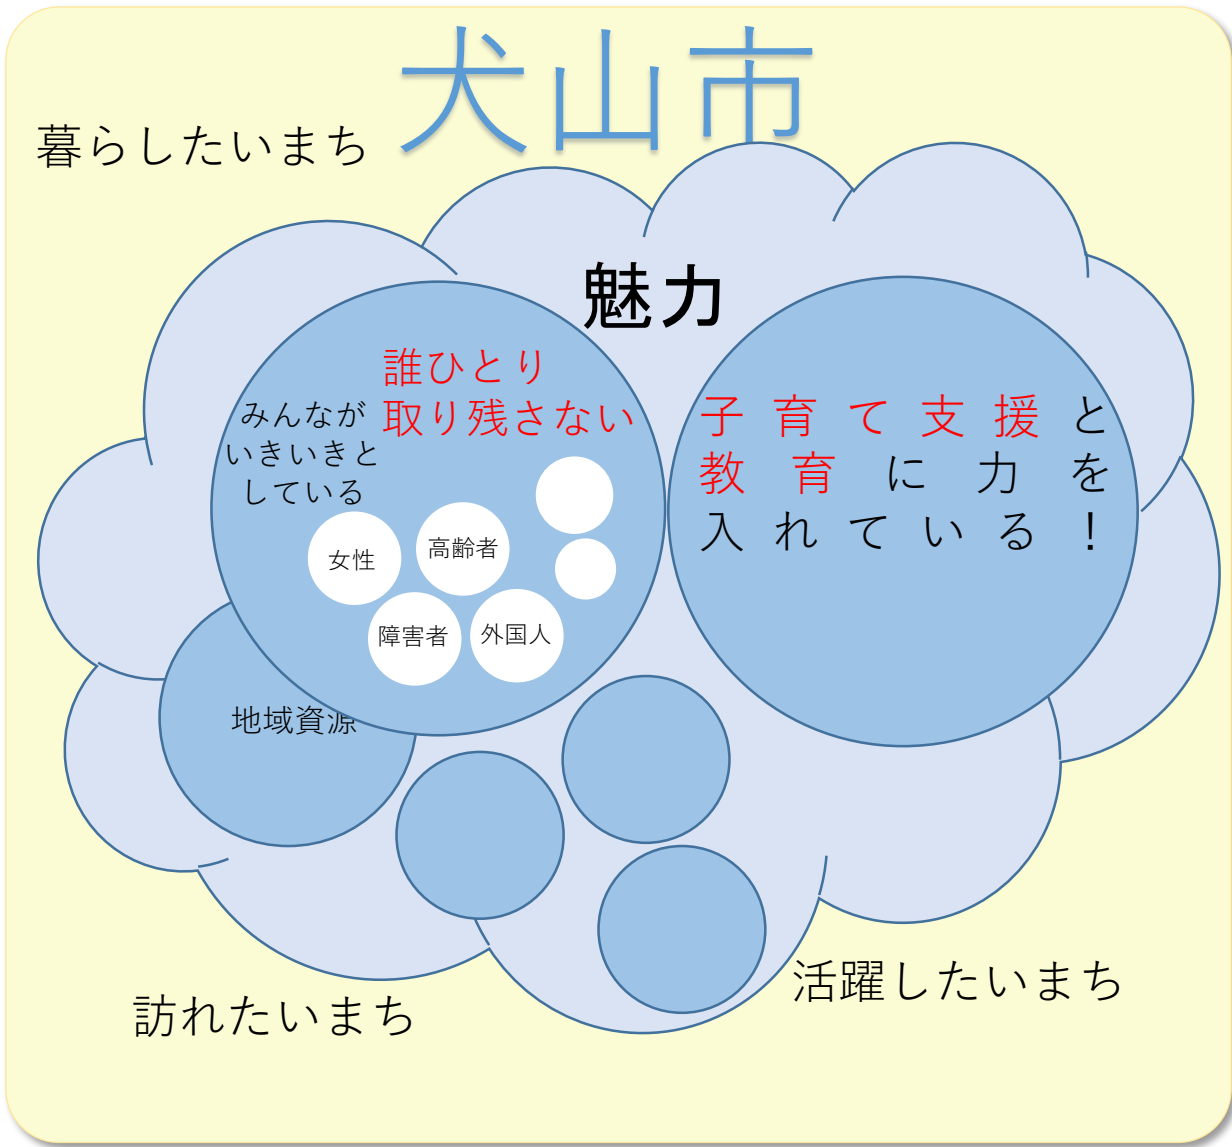 犬山市
暮らしたいまち
魅力
誰ひとり
取り残さない
みんなが
いきいきと
している
女性
高齢者
障害者
外国人
子育て支援と
教育に力を
入れている！
地域資源
訪れたいまち
活躍したいまち